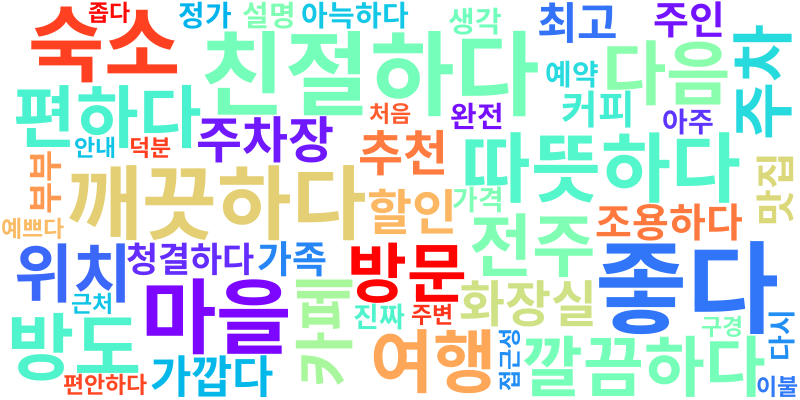 좁다
정가
설명
아늑하다
생각
최고
주인
숙소
친절하다
다음
주차
예약
편하다
커피
처음
완전
아주
주차장
안내
덕분
추천
따뜻하다
부부
깨끗하다
할인
가격
맛집
예쁘다
조용하다
전주
위치
청결하다
가족
방문
좋다
근처
마을
카페
진짜
주변
화장실
구경
방도
여행
접근성
다시
깔끔하다
편안하다
가깝다
이불